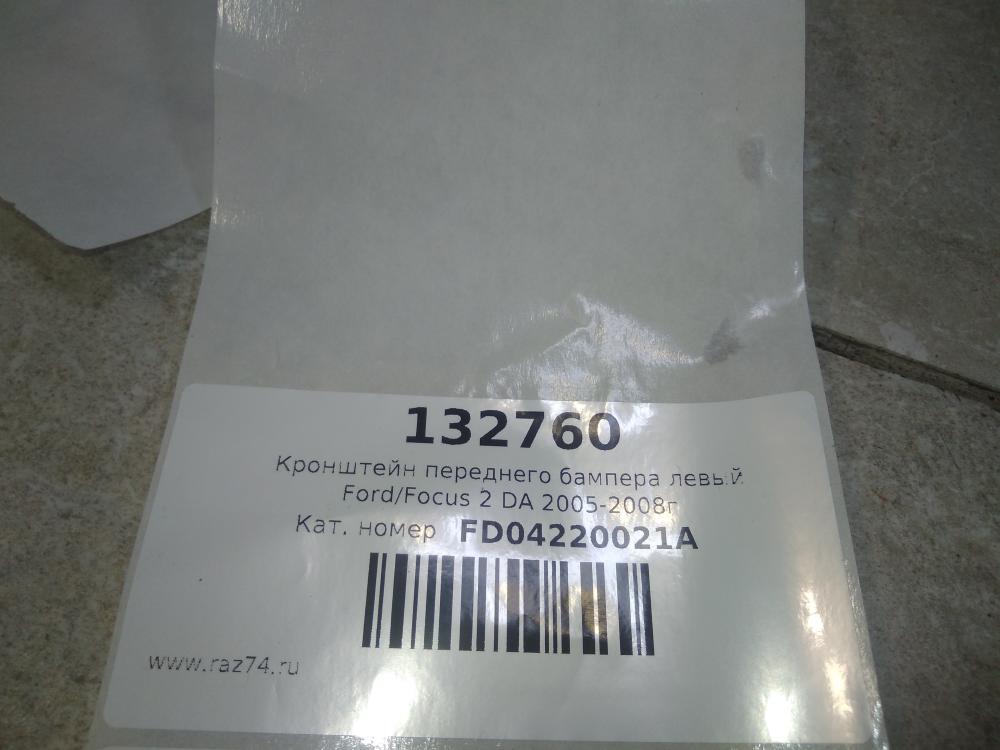 132760
Кронштейн переднего бампера левый
Ford/Focus 2 DA 2005-2008г
Кат. номер FD04220021A
www.raz74.ru